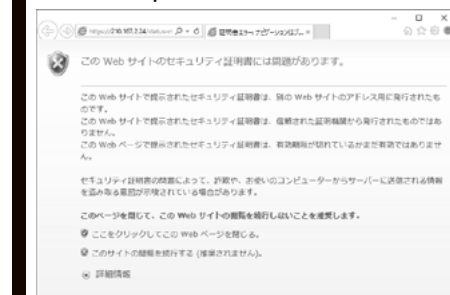 証明書エラー: ナビゲーションはブ...
この Web サイトのセキュリティ証明書には問題があります。
この Web サイトで提示されたセキュリティ証明書は、別の Web サイトのアドレス用に発行されたも
のです。
この Web サイトで提示されたセキュリティ証明書は、信頼された証明機関から発行されたものではあ
りません。
この Web ページで提示されたセキュリティ証明書は、有効期限が切れているかまだ有効ではありませ
ん。
セキュリティ証明書の問題によって、詐欺や、お使いのコンピューターからサーバーに送信される情報
を盗み取る意図が示唆されている場合があります。
このページを閉じて、この Web サイトの閲覧を続行しないことを推奨します。
ここをクリックしてこの Web ページを閉じる。
このサイトの閲覧を続行する (推奨されません)。
詳細情報